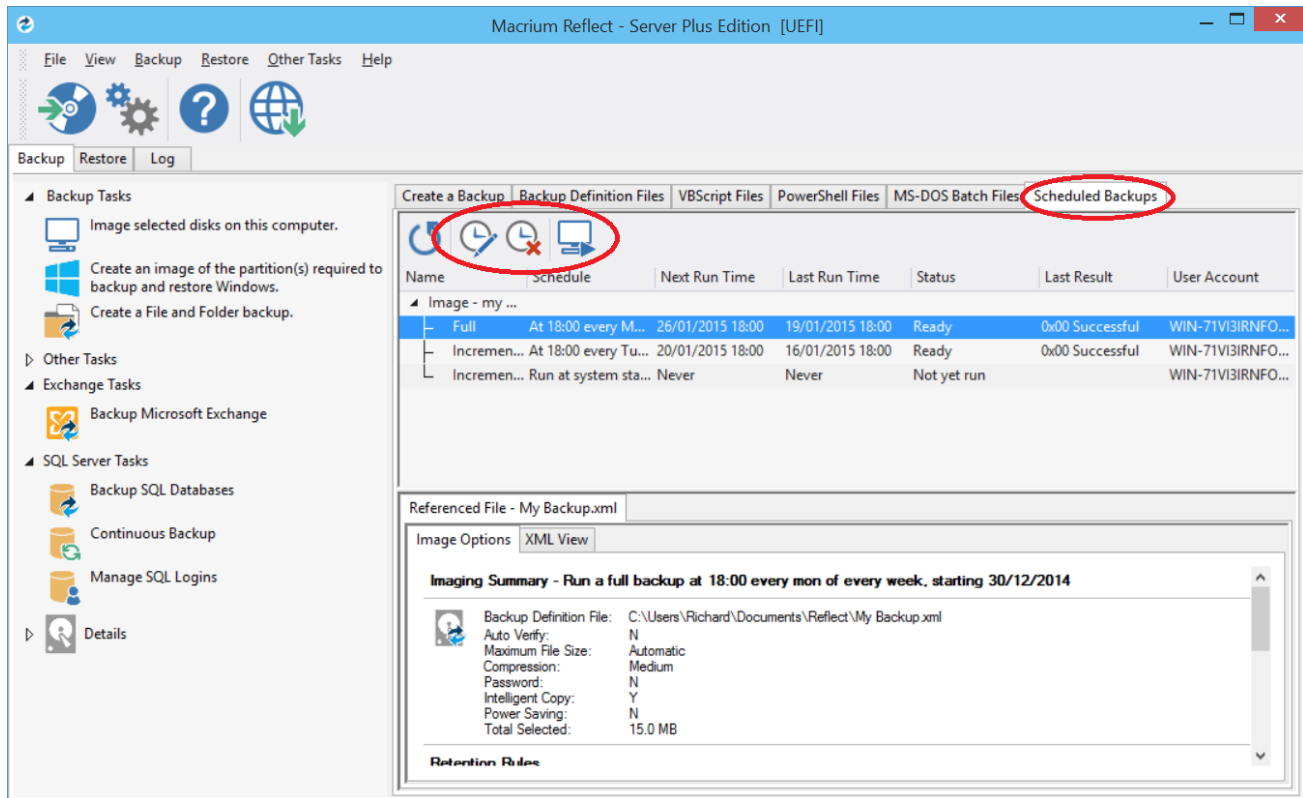 Macrium Reflect - Server Plus Edition [UEFI]
File View Backup Restore Other Tasks Help
Backup Restore Log
Backup Tasks
Image selected disks on this computer.
Create an image of the partition(s) required to
backup and restore Windows.
Create a File and Folder backup.
Other Tasks
Exchange Tasks
Backup Microsoft Exchange
SQL Server Tasks
Backup SQL Databases
Continuous Backup
Manage SQL Logins
Details
Create a Backup Backup Definition Files VBScript Files PowerShell Files MS-DOS Batch Files Scheduled Backups
Name Schedule Next Run Time Last Run Time Status Last Result User Account
Image - my ...
Full At 18:00 every M... 26/01/2015 18:00 19/01/2015 18:00 Ready 0x00 Successful WIN-71VI3IRNFO...
Incremen... At 18:00 every Tu... 20/01/2015 18:00 16/01/2015 18:00 Ready 0x00 Successful WIN-71VI3IRNFO...
Incremen... Run at system sta... Never Never Not yet run WIN-71VI3IRNFO...
Referenced File - My Backup.xml
Image Options XML View
Imaging Summary - Run a full backup at 18:00 every mon of every week, starting 30/12/2014
Backup Definition File: C:\Users\Richard\Documents\Reflect\My Backup.xml
Auto Verify: N
Maximum File Size: Automatic
Compression: Medium
Password: N
Intelligent Copy: Y
Power Saving: N
Total Selected: 15.0 MB
Retention Rules